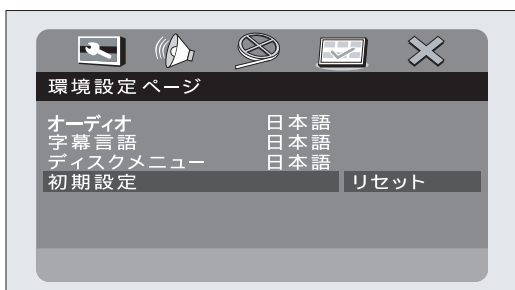 環境設定ページ
オーディオ 日本語
字幕言語 日本語
ディスクメニュー 日本語
初期設定 リセット